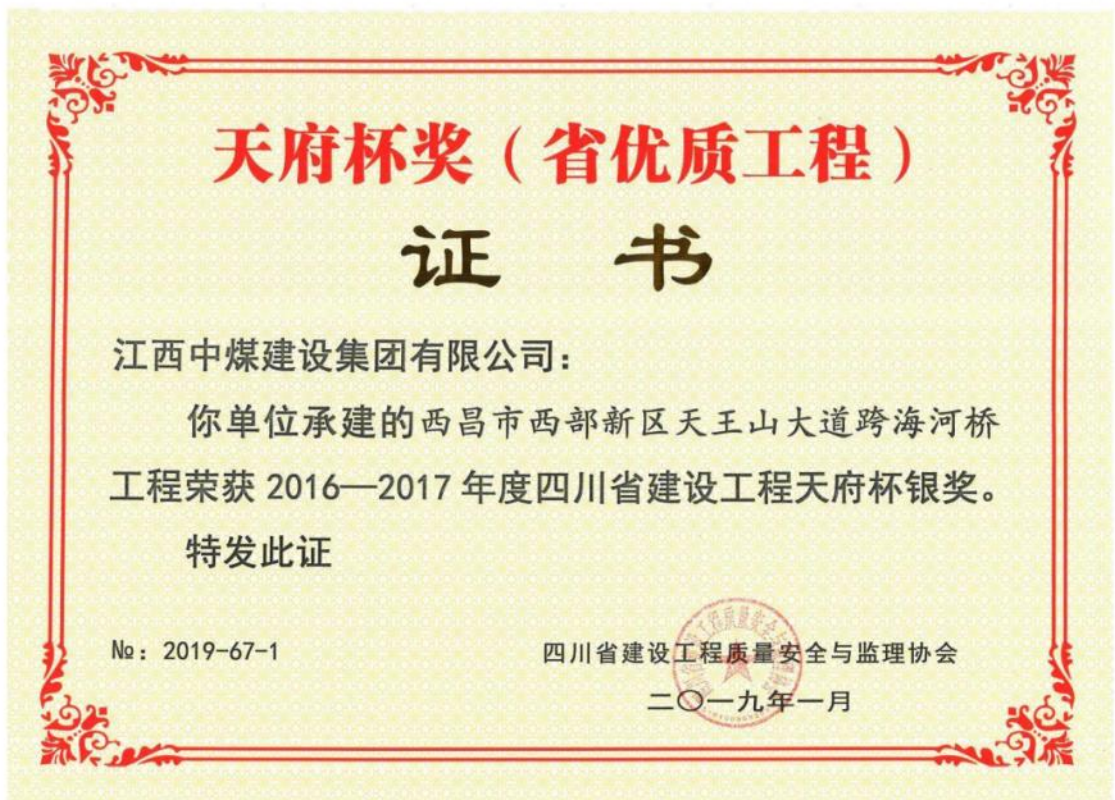 天府杯奖（省优质工程）
证 书
江西中煤建设集团有限公司：
你单位承建的西昌市西部新区天王山大道跨海河桥
工程荣获 2016—2017 年度四川省建设工程天府杯银奖。
特发此证
№：2019-67-1
四川省建设工程质量安全与监理协会
二〇一九年一月